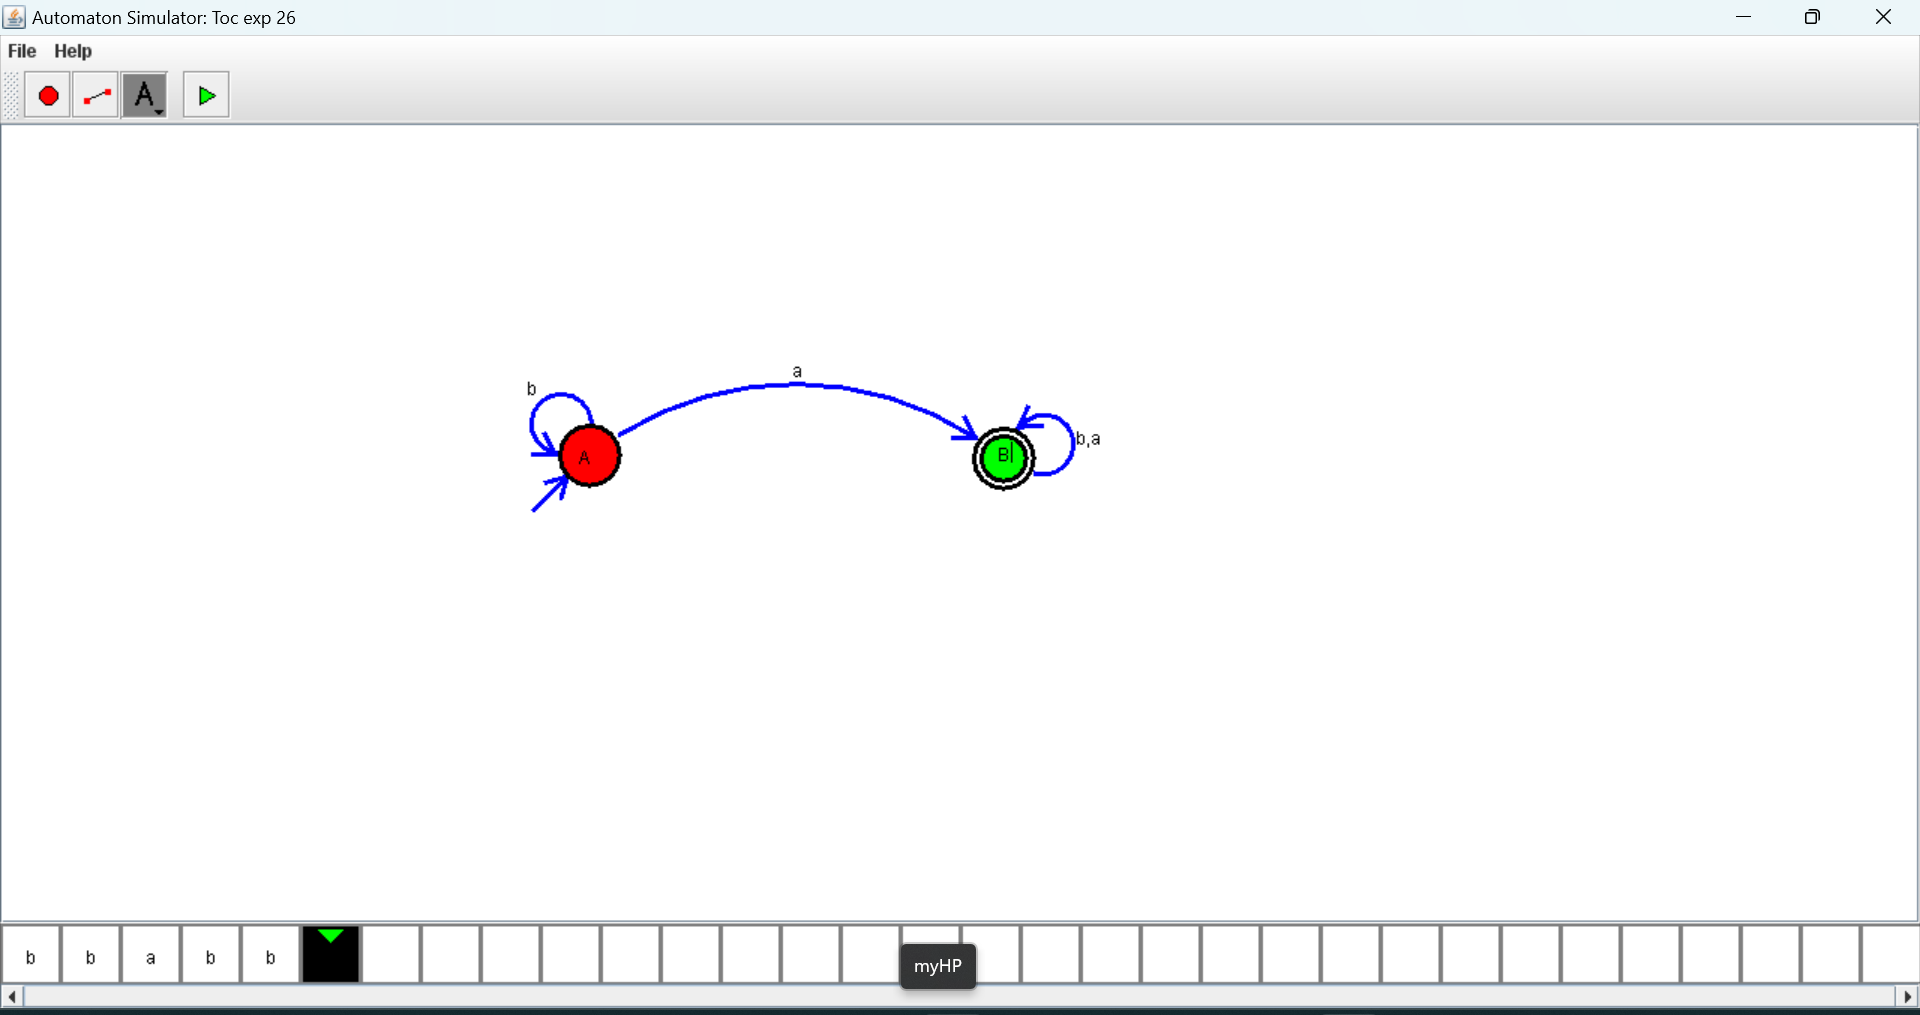 Automaton Simulator: Toc exp 26
File Help
A
a
b
b,a
A
B
b b a b b
myHP